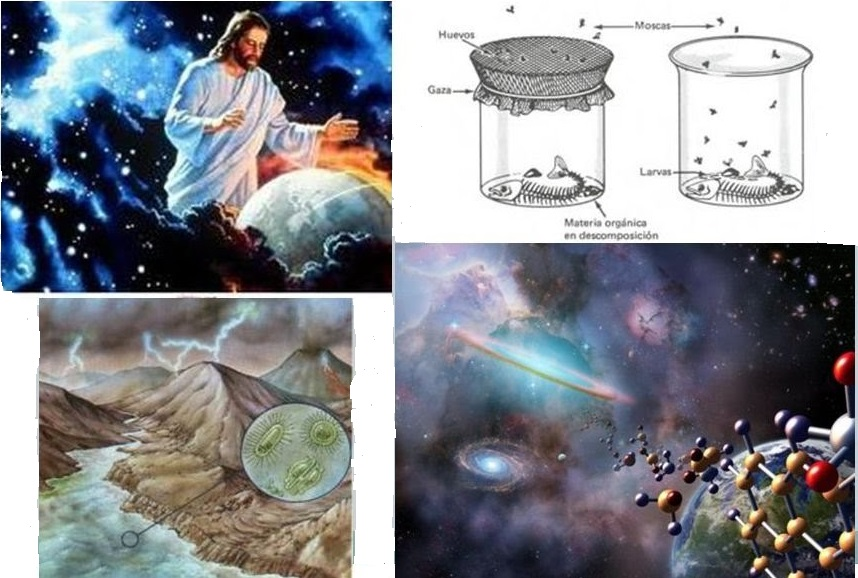 Moscas
Huevos
Gaza
Larvas
Materia orgánica
en descomposición